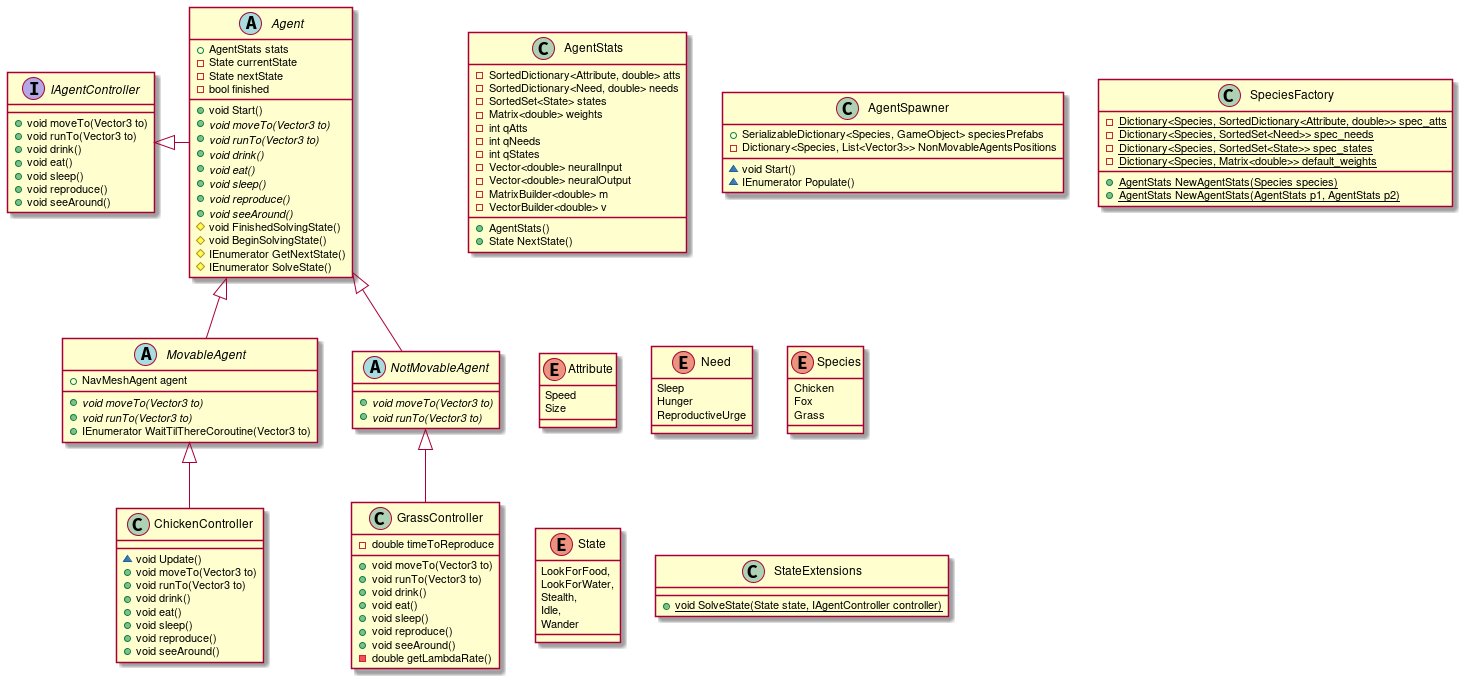 I IAgentController
void moveTo(Vector3 to)
void runTo(Vector3 to)
void drink()
void eat()
void sleep()
void reproduce()
void seeAround()
A Agent
AgentStats stats
State currentState
State nextState
bool finished
void Start()
void moveTo(Vector3 to)
void runTo(Vector3 to)
void drink()
void eat()
void sleep()
void reproduce()
void seeAround()
void FinishedSolvingState()
void BeginSolvingState()
IEnumerator GetNextState()
IEnumerator SolveState()
C AgentStats
SortedDictionary<Attribute, double> atts
SortedDictionary<Need, double> needs
SortedSet<State> states
Matrix<double> weights
int qAtts
int qNeeds
int qStates
Vector<double> neuralInput
Vector<double> neuralOutput
MatrixBuilder<double> m
VectorBuilder<double> v
AgentStats()
State NextState()
C AgentSpawner
SerializableDictionary<Species, GameObject> speciesPrefabs
Dictionary<Species, List<Vector3>> NonMovableAgentsPositions
void Start()
IEnumerator Populate()
C SpeciesFactory
Dictionary<Species, SortedDictionary<Attribute, double>> spec_atts
Dictionary<Species, SortedSet<Need>> spec_needs
Dictionary<Species, SortedSet<State>> spec_states
Dictionary<Species, Matrix<double>> default_weights
AgentStats NewAgentStats(Species species)
AgentStats NewAgentStats(AgentStats p1, AgentStats p2)
A MovableAgent
NavMeshAgent agent
void moveTo(Vector3 to)
void runTo(Vector3 to)
IEnumerator WaitTilThereCoroutine(Vector3 to)
A NotMovableAgent
void moveTo(Vector3 to)
void runTo(Vector3 to)
E Attribute
Speed
Size
E Need
Sleep
Hunger
ReproductiveUrge
E Species
Chicken
Fox
Grass
C ChickenController
void Update()
void moveTo(Vector3 to)
void runTo(Vector3 to)
void drink()
void eat()
void sleep()
void reproduce()
void seeAround()
C GrassController
double timeToReproduce
void moveTo(Vector3 to)
void runTo(Vector3 to)
void drink()
void eat()
void sleep()
void reproduce()
void seeAround()
double getLambdaRate()
E State
LookForFood,
LookForWater,
Stealth,
Idle,
Wander
C StateExtensions
void SolveState(State state, IAgentController controller)